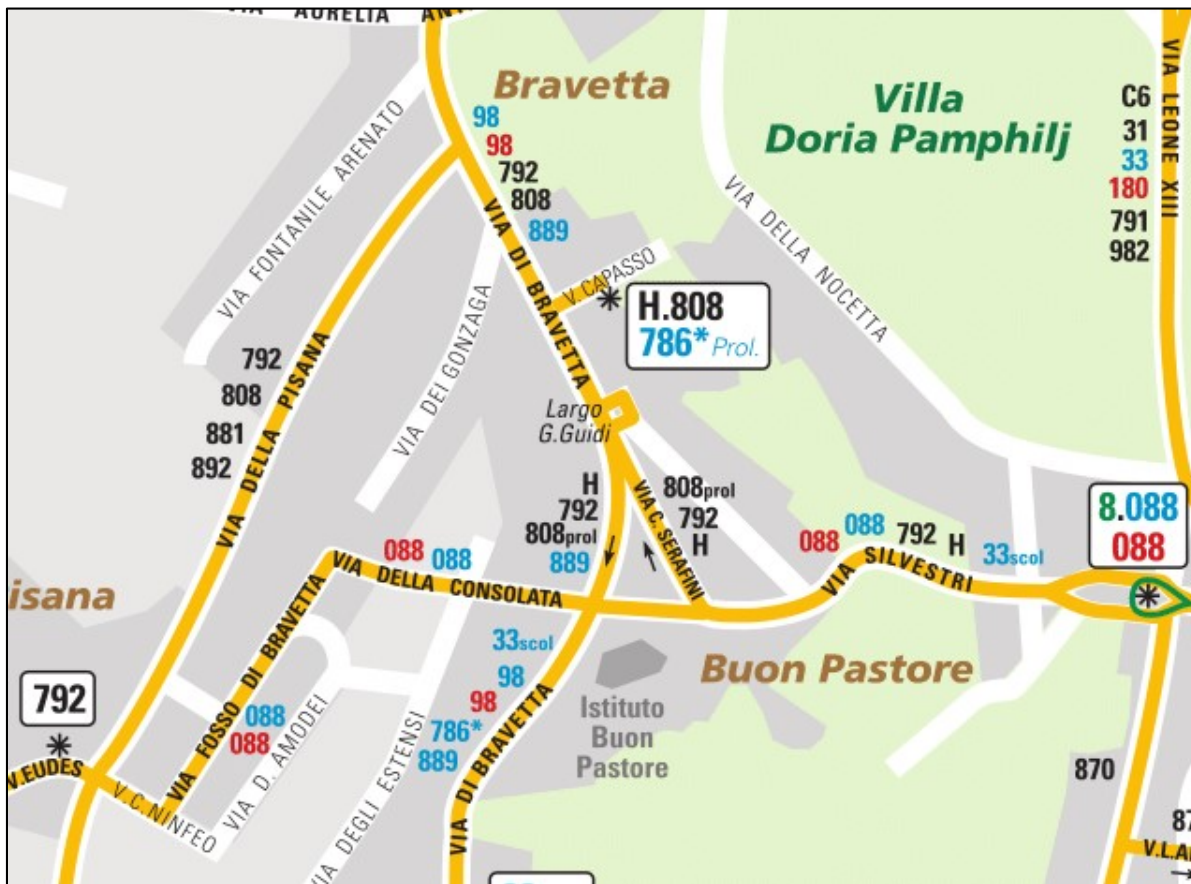 VIA AURELIA ANT
Bravetta
Villa
Doria Pamphilj
VIA LEONE XIII
C6
31
33
180
791
982
98
98
792
808
889
VIA FONTANILE ARENATO
VIA DI BRAVETTA
VIA DELLA NOCETTA
V. CAPASSO
H.808
786* Prol.
VIA DEI GONZAGA
VIA DELLA PISANA
792
808
881
892
Largo
G.Guidi
H
792
808prol
889
VIA C. SERAFINI
808prol
792
H
088
088
VIA DELLA CONSOLATA
088
088
792
H
VIA SILVESTRI
33scol
8.088
088
isana
VIA FOSSO DI BRAVETTA
33scol
98
98
786*
889
Buon Pastore
Istituto
Buon
Pastore
792
088
088
VIA D. AMODEI
VIA DEGLI ESTENSI
VIA DI BRAVETTA
V.EUDES
V.C.NINFEO
870
87
V.L.A